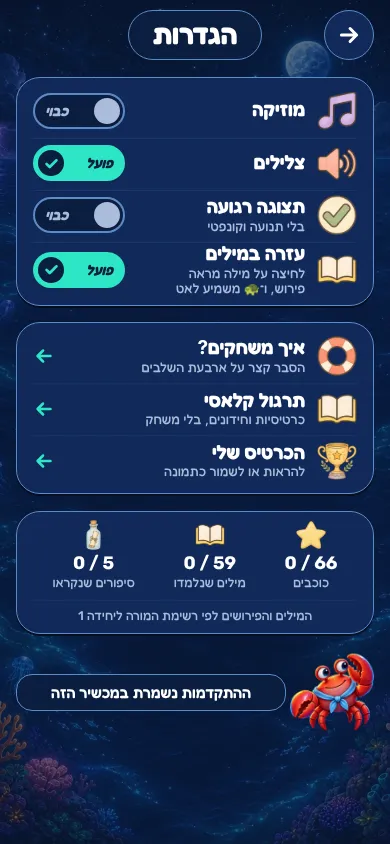 הגדרות
מוזיקה
כבוי
צלילים
פועל
תצוגה רגועה
בלי תנועה וקונפטי
כבוי
עזרה במילים
לחיצה על מילה מראה
פירוש, ו־🐢 משמיע לאט
פועל
איך משחקים?
הסבר קצר על ארבעת השלבים
תרגול קלאסי
כרטיסיות וחידונים, בלי משחק
הכרטיס שלי
להראות או לשמור כתמונה
66 / 0
כוכבים
59 / 0
מילים שנלמדו
5 / 0
סיפורים שנקראו
המילים והפירושים לפי רשימת המורה ליחידה 1
ההתקדמות נשמרת במכשיר הזה